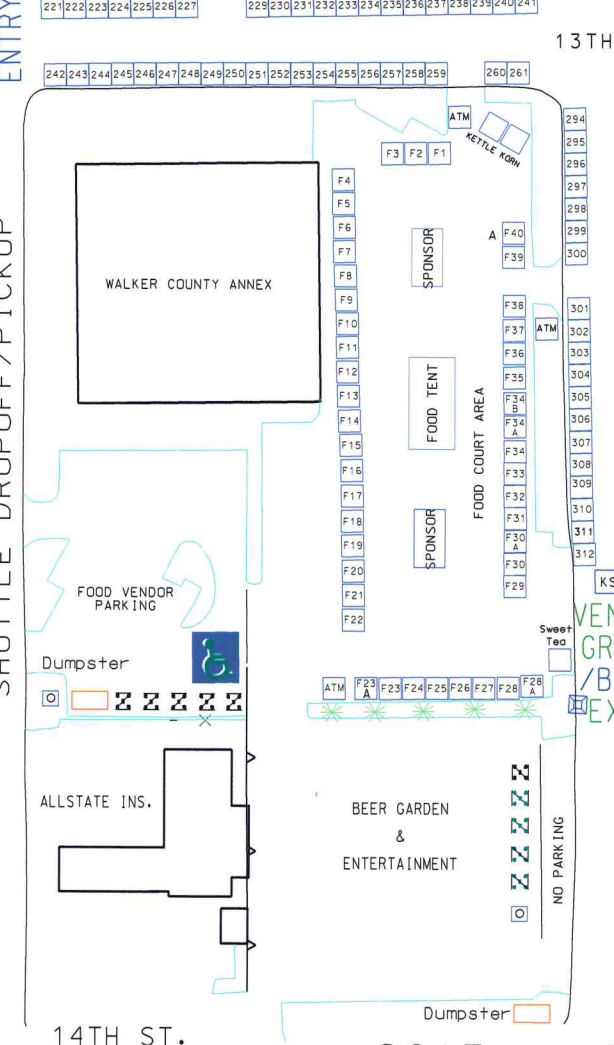 221 222 223 224 225 226 227
229 230 231 232 233 234 235 236 237 238 239 240 241
ENTRY
13TH
242 243 244 245 246 247 248 249 250 251 252 253 254 255 256 257 258 259
260 261
ATM
KETTLE KORN
F3 F2 F1
294
295
296
297
298
299
300
F4
F5
F6
F7
F8
F9
F10
F11
F12
F13
F14
F15
F16
F17
F18
F19
F20
F21
F22
SPONSOR
A F40
F39
WALKER COUNTY ANNEX
F38
F37
F36
F35
F34 B
F34 A
F34
F33
F32
F31
F30 A
F30
F29
ATM
301
302
303
304
305
306
307
308
309
310
311
312
FOOD TENT
FOOD COURT AREA
SPONSOR
SHUTTLE DROPOFF/PICKUP
FOOD VENDOR
PARKING
KS
VEN
GR
/B
EX
Sweet
Tea
Dumpster
ATM F23 A F23 F24 F25 F26 F27 F28 F28 A
ALLSTATE INS.
BEER GARDEN
&
ENTERTAINMENT
NO PARKING
Dumpster
14TH ST.